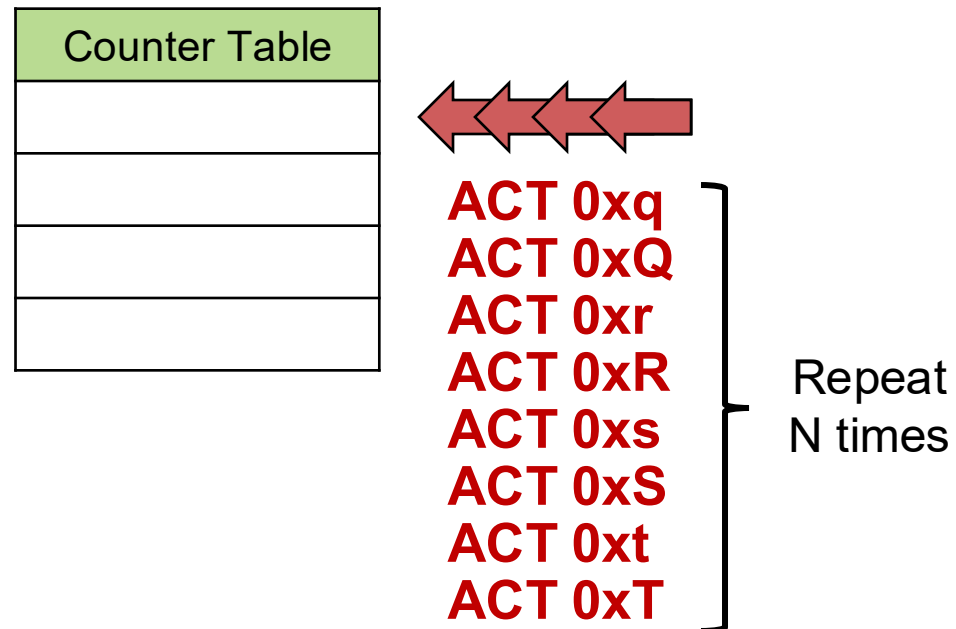 Counter Table
ACT 0xq
ACT 0xQ
ACT 0xr
ACT 0xR
ACT 0xs
ACT 0xS
ACT 0xt
ACT 0xT
Repeat
N times